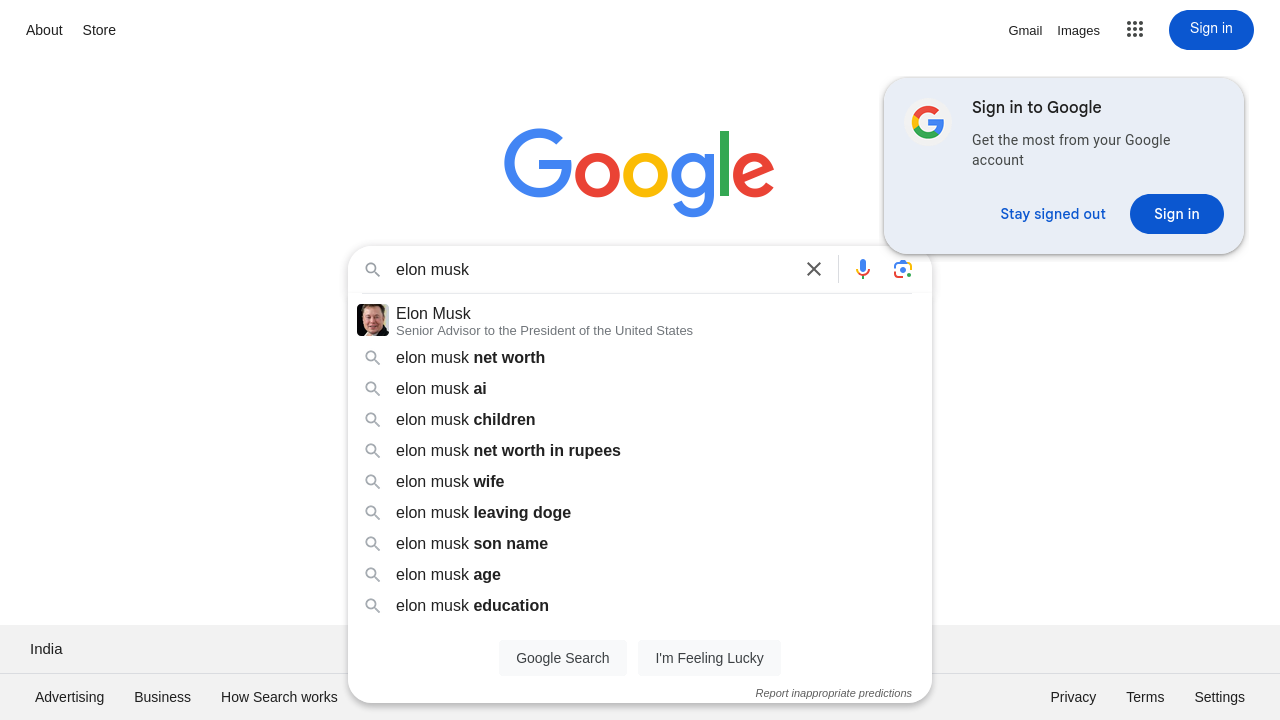 About Store
Gmail Images Sign in
Sign in to Google
Get the most from your Google
account
Stay signed out Sign in
Google
elon musk
Elon Musk
Senior Advisor to the President of the United States
elon musk net worth
elon musk ai
elon musk children
elon musk net worth in rupees
elon musk wife
elon musk leaving doge
elon musk son name
elon musk age
elon musk education
Google Search I'm Feeling Lucky
Report inappropriate predictions
India
Advertising Business How Search works
Privacy Terms Settings